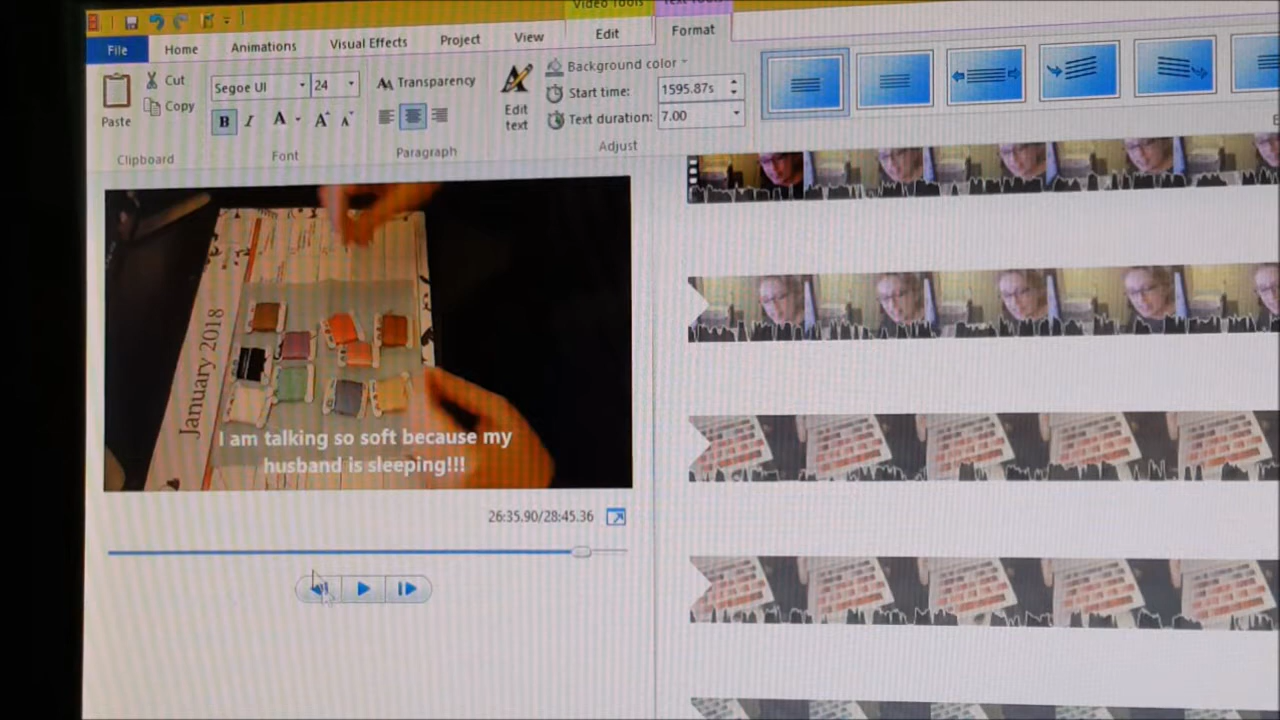 Video Tools
Text Tools
File
Home
Animations
Visual Effects
Project
View
Edit
Format
Paste
Cut
Copy
Clipboard
Segoe UI
24
B
I
A
A
A
Font
Transparency
Paragraph
Edit
text
Background color
Start time:
1595.87s
Text duration:
7.00
Adjust
January 2018
I am talking so soft because my
husband is sleeping!!!
26:35.90/28:45.36